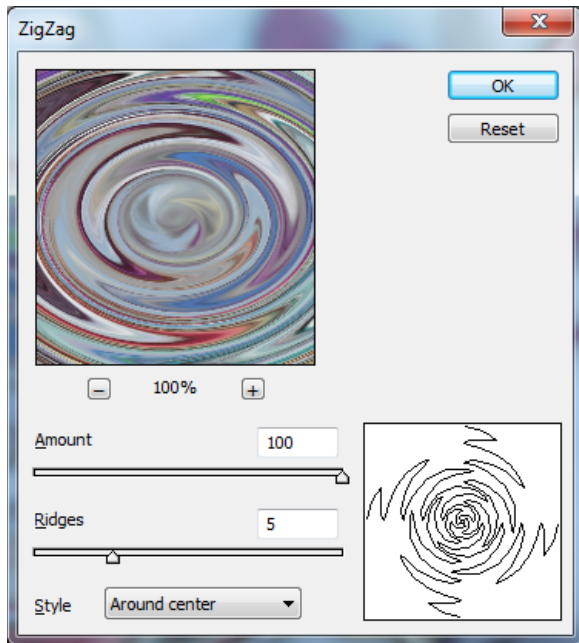 ZigZag
OK
Reset
100%
Amount 100
Ridges 5
Style Around center